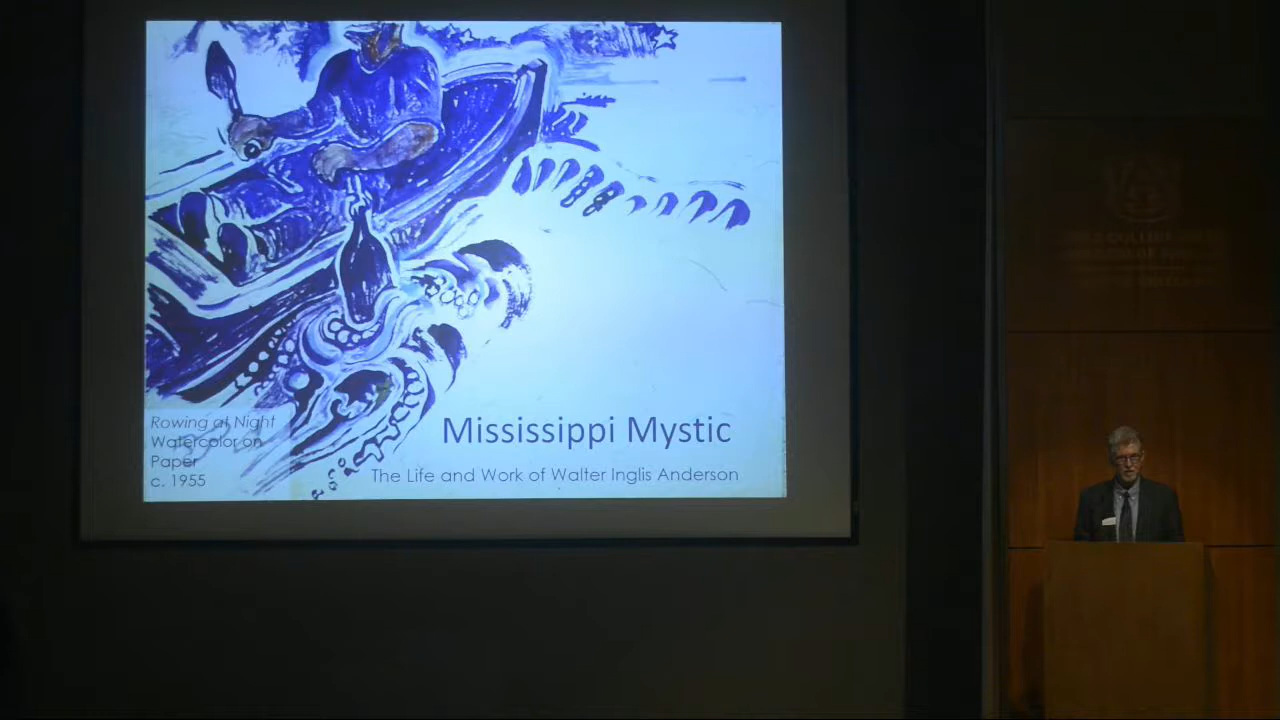 Rowing at Night
Watercolor on
Paper
c. 1955
Mississippi Mystic
The Life and Work of Walter Inglis Anderson